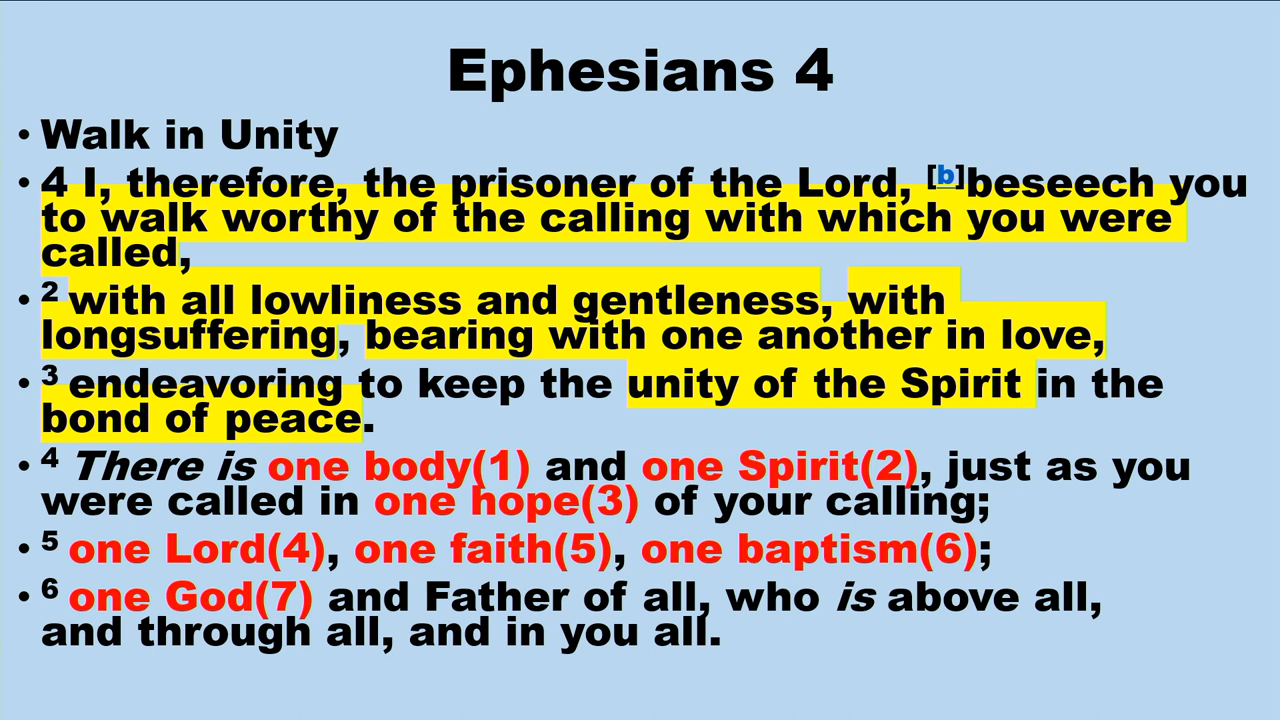 Ephesians 4
• Walk in Unity
• 4 I, therefore, the prisoner of the Lord, [b]beseech you
to walk worthy of the calling with which you were
called,
• 2 with all lowliness and gentleness, with
longsuffering, bearing with one another in love,
• 3 endeavoring to keep the unity of the Spirit in the
bond of peace.
• 4 There is one body(1) and one Spirit(2), just as you
were called in one hope(3) of your calling;
• 5 one Lord(4), one faith(5), one baptism(6);
• 6 one God(7) and Father of all, who is above all,
and through all, and in you all.